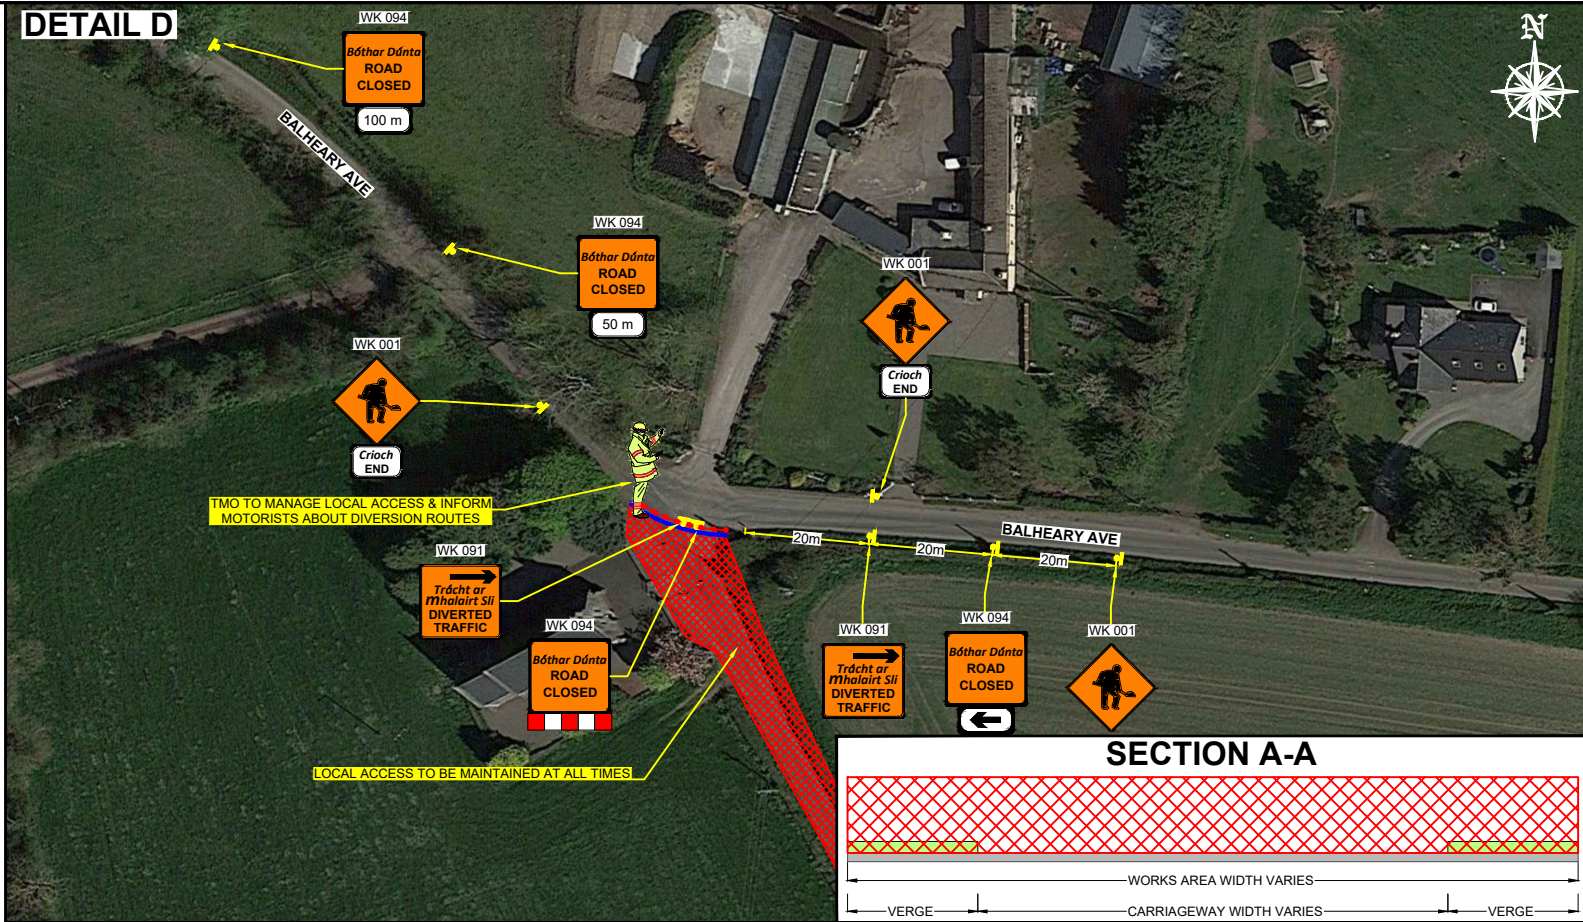 DETAIL D
WK 094
Bóthar Dúnta
ROAD
CLOSED
100 m
N
BALHEARY AVE
WK 094
Bóthar Dúnta
ROAD
CLOSED
50 m
WK 001
Críoch
END
WK 001
Críoch
END
TMO TO MANAGE LOCAL ACCESS & INFORM
MOTORISTS ABOUT DIVERSION ROUTES
20m
20m
20m
BALHEARY AVE
WK 091
Trácht ar
mhalairt Slí
DIVERTED
TRAFFIC
WK 094
Bóthar Dúnta
ROAD
CLOSED
WK 091
Trácht ar
mhalairt Slí
DIVERTED
TRAFFIC
WK 094
Bóthar Dúnta
ROAD
CLOSED
WK 001
LOCAL ACCESS TO BE MAINTAINED AT ALL TIMES
SECTION A-A
WORKS AREA WIDTH VARIES
VERGE
CARRIAGEWAY WIDTH VARIES
VERGE